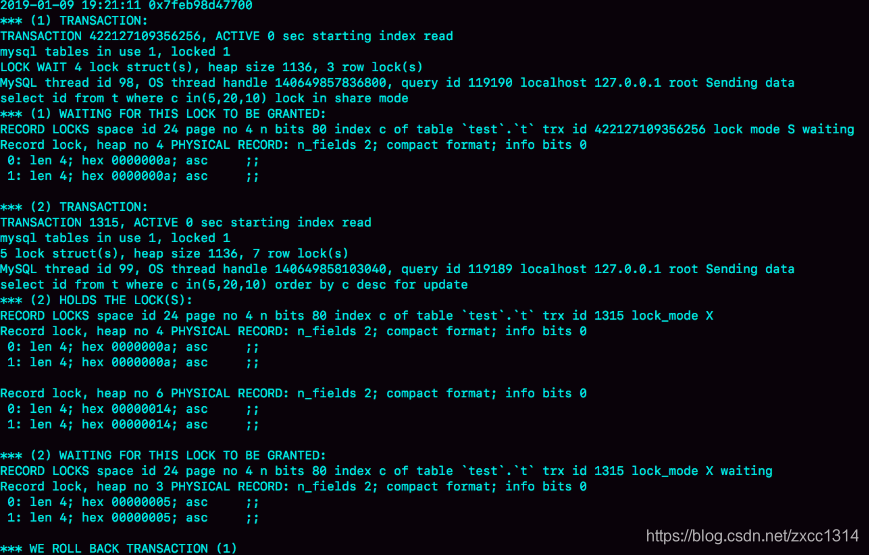 2019-01-09 19:21:11 0x7feb98d47700
*** (1) TRANSACTION:
TRANSACTION 422127109356256, ACTIVE 0 sec starting index read
mysql tables in use 1, locked 1
LOCK WAIT 4 lock struct(s), heap size 1136, 3 row lock(s)
MySQL thread id 98, OS thread handle 140649857836800, query id 119190 localhost 127.0.0.1 root Sending data
select id from t where c in(5,20,10) lock in share mode
*** (1) WAITING FOR THIS LOCK TO BE GRANTED:
RECORD LOCKS space id 24 page no 4 n bits 80 index c of table `test`.`t` trx id 422127109356256 lock mode S waiting
Record lock, heap no 4 PHYSICAL RECORD: n_fields 2; compact format; info bits 0
 0: len 4; hex 0000000a; asc     ;;
 1: len 4; hex 0000000a; asc     ;;

*** (2) TRANSACTION:
TRANSACTION 1315, ACTIVE 0 sec starting index read
mysql tables in use 1, locked 1
5 lock struct(s), heap size 1136, 7 row lock(s)
MySQL thread id 99, OS thread handle 140649858103040, query id 119189 localhost 127.0.0.1 root Sending data
select id from t where c in(5,20,10) order by c desc for update
*** (2) HOLDS THE LOCK(S):
RECORD LOCKS space id 24 page no 4 n bits 80 index c of table `test`.`t` trx id 1315 lock_mode X
Record lock, heap no 4 PHYSICAL RECORD: n_fields 2; compact format; info bits 0
 0: len 4; hex 0000000a; asc     ;;
 1: len 4; hex 0000000a; asc     ;;

Record lock, heap no 6 PHYSICAL RECORD: n_fields 2; compact format; info bits 0
 0: len 4; hex 00000014; asc     ;;
 1: len 4; hex 00000014; asc     ;;

*** (2) WAITING FOR THIS LOCK TO BE GRANTED:
RECORD LOCKS space id 24 page no 4 n bits 80 index c of table `test`.`t` trx id 1315 lock_mode X waiting
Record lock, heap no 3 PHYSICAL RECORD: n_fields 2; compact format; info bits 0
 0: len 4; hex 00000005; asc     ;;
 1: len 4; hex 00000005; asc     ;;

*** WE ROLL BACK TRANSACTION (1)
https://blog.csdn.net/zxcc1314